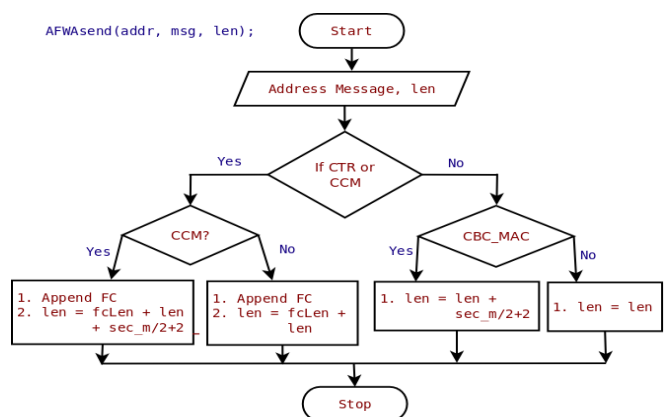 AFWAsend(addr, msg, len);
Start
Address Message, len
If CTR or
CCM
Yes
No
CCM?
CBC_MAC
Yes
No
Yes
No
1. Append FC
2. len = fcLen + len
+ sec_m/2+2
1. Append FC
2. len = fcLen +
len
1. len = len +
sec_m/2+2
1. len = len
Stop